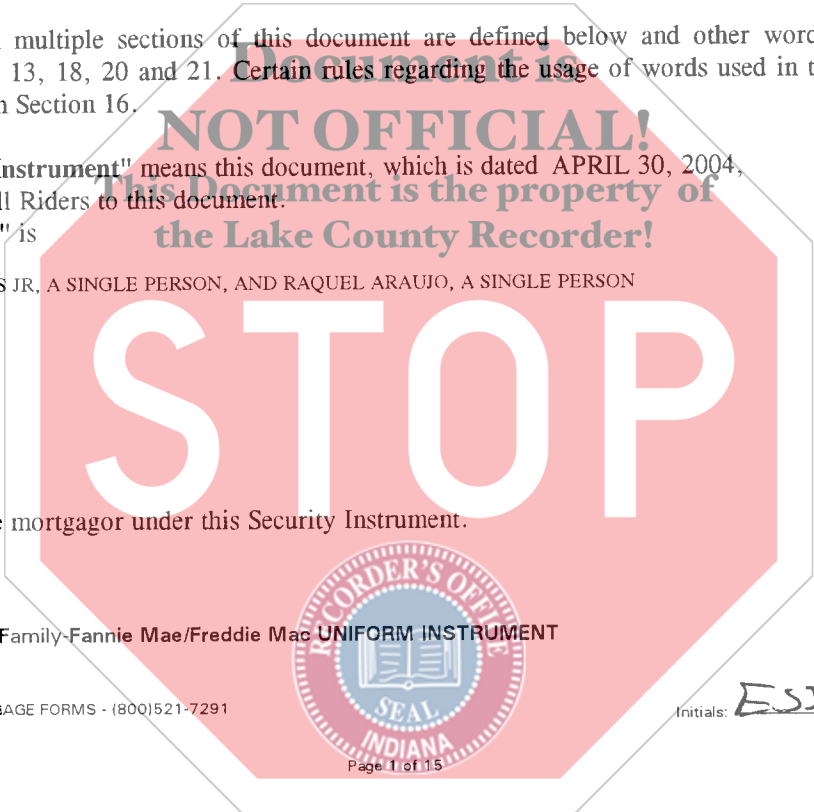 multiple sections of this document are defined below and other
13, 18, 20 and 21. Certain rules regarding the usage of words used in
Section 16.
Document is
NOT OFFICIAL!
This Document is the property of
the Lake County Recorder!
Instrument" means this document, which is dated APRIL 30, 2004,
Riders to this document.
" is
JR, A SINGLE PERSON, AND RAQUEL ARAUJO, A SINGLE PERSON
STOP
mortgagor under this Security Instrument.
RECORDER'S OFFICE
SEAL
INDIANA
Family-Fannie Mae/Freddie Mac UNIFORM INSTRUMENT
FORMS - (800)521-7291
Initials:
Page 1 of 15